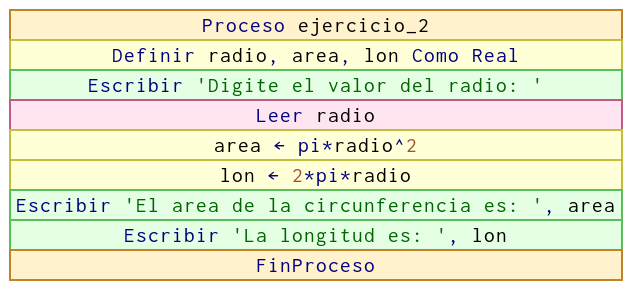 Proceso ejercicio_2
Definir radio, area, lon Como Real
Escribir 'Digite el valor del radio: '
Leer radio
area ← pi*radio^2
lon ← 2*pi*radio
Escribir 'El area de la circunferencia es: ', area
Escribir 'La longitud es: ', lon
FinProceso